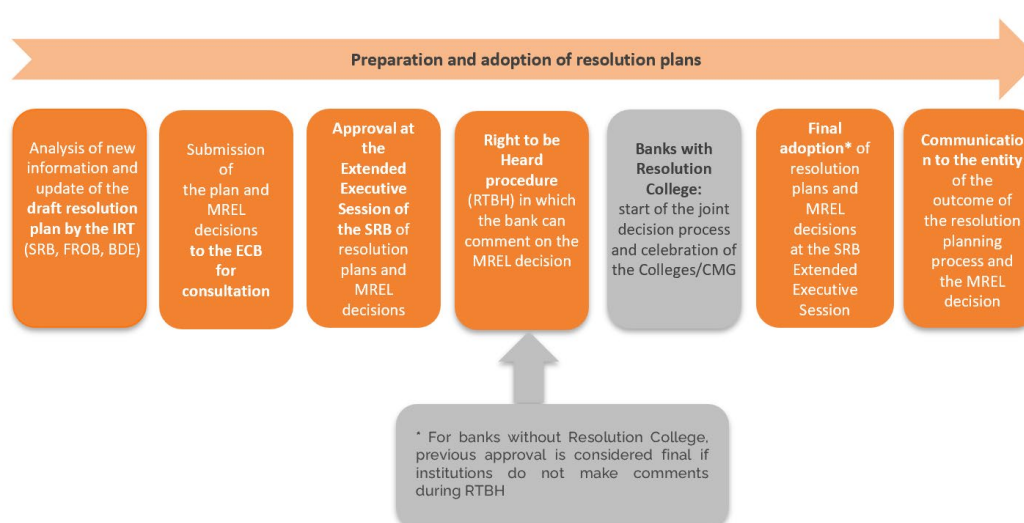 Preparation and adoption of resolution plans
Analysis of new
information and
update of the
draft resolution
plan by the IRT
(SRB, FROB, BDE)
Submission
of
the plan and
MREL
decisions
to the ECB
for
consultation
Approval at
the
Extended
Executive
Session of
the SRB of
resolution
plans and
MREL
decisions
Right to be
Heard
procedure
(RTBH) in which
the bank can
comment on the
MREL decision
Banks with
Resolution
College:
start of the joint
decision process
and celebration of
the Colleges/CMG
Final
adoption* of
resolution
plans and
MREL
decisions
at the SRB
Extended
Executive
Session
Communicatio
n to the entity
of the
outcome of
the resolution
planning
process and
the MREL
decision
* For banks without Resolution College,
previous approval is considered final if
institutions do not make comments
during RTBH